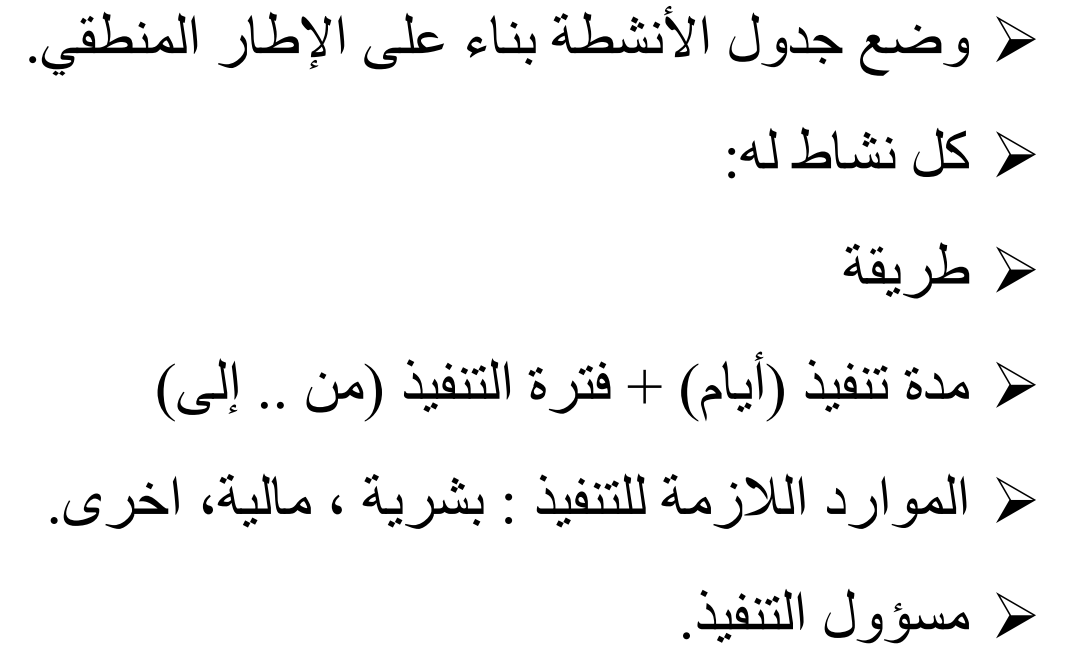 ➢ وضع جدول الأنشطة بناء على الإطار المنطقي.
➢ كل نشاط له:
➢ طريقة
➢ مدة تنفيذ (أيام) + فترة التنفيذ (من .. إلى)
➢ الموارد اللازمة للتنفيذ : بشرية ، مالية، اخرى.
➢ مسؤول التنفيذ.